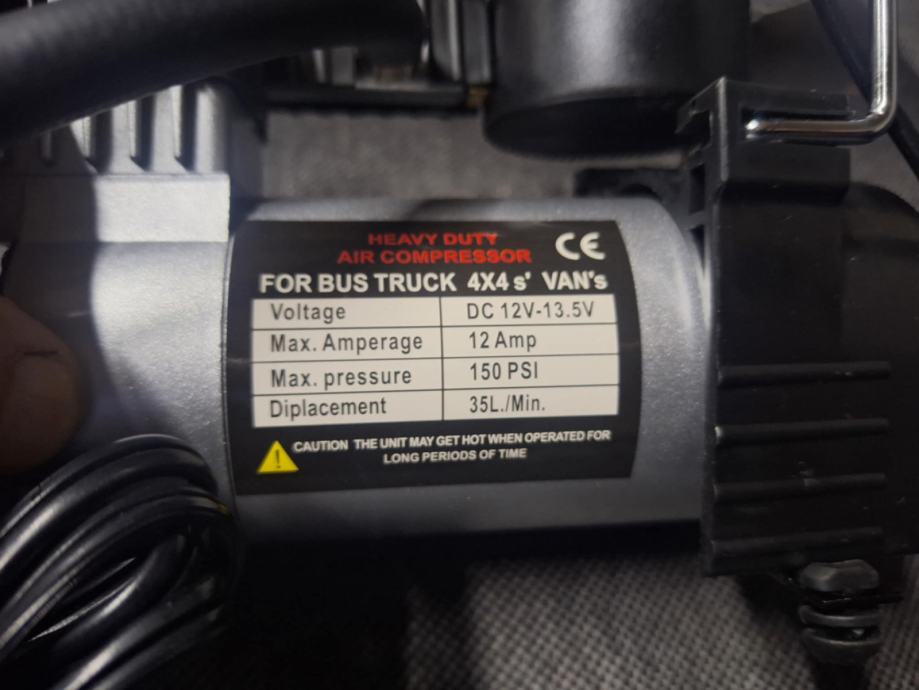 HEAVY DUTY
AIR COMPRESSOR
CE
FOR BUS TRUCK 4X4 s' VAN's
Voltage DC 12V-13.5V
Max. Amperage 12 Amp
Max. pressure 150 PSI
Diplacement 35L./Min.
CAUTION THE UNIT MAY GET HOT WHEN OPERATED FOR
LONG PERIODS OF TIME